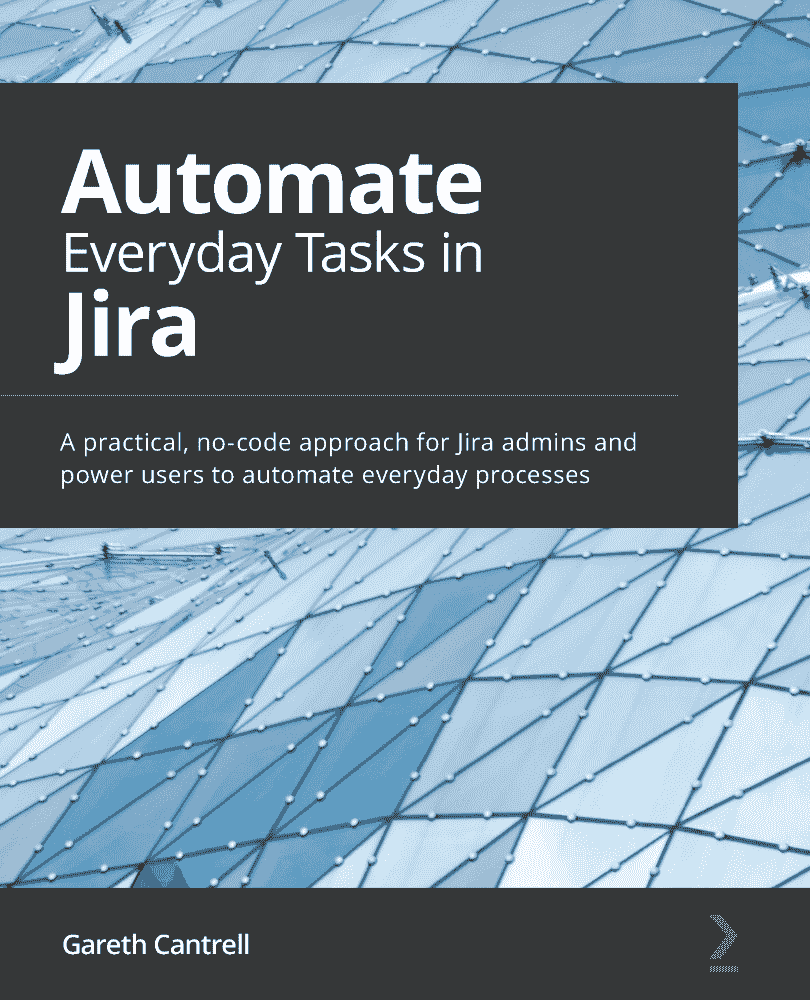 Automate
Everyday Tasks in
Jira
A practical, no-code approach for Jira admins and
power users to automate everyday processes
Gareth Cantrell